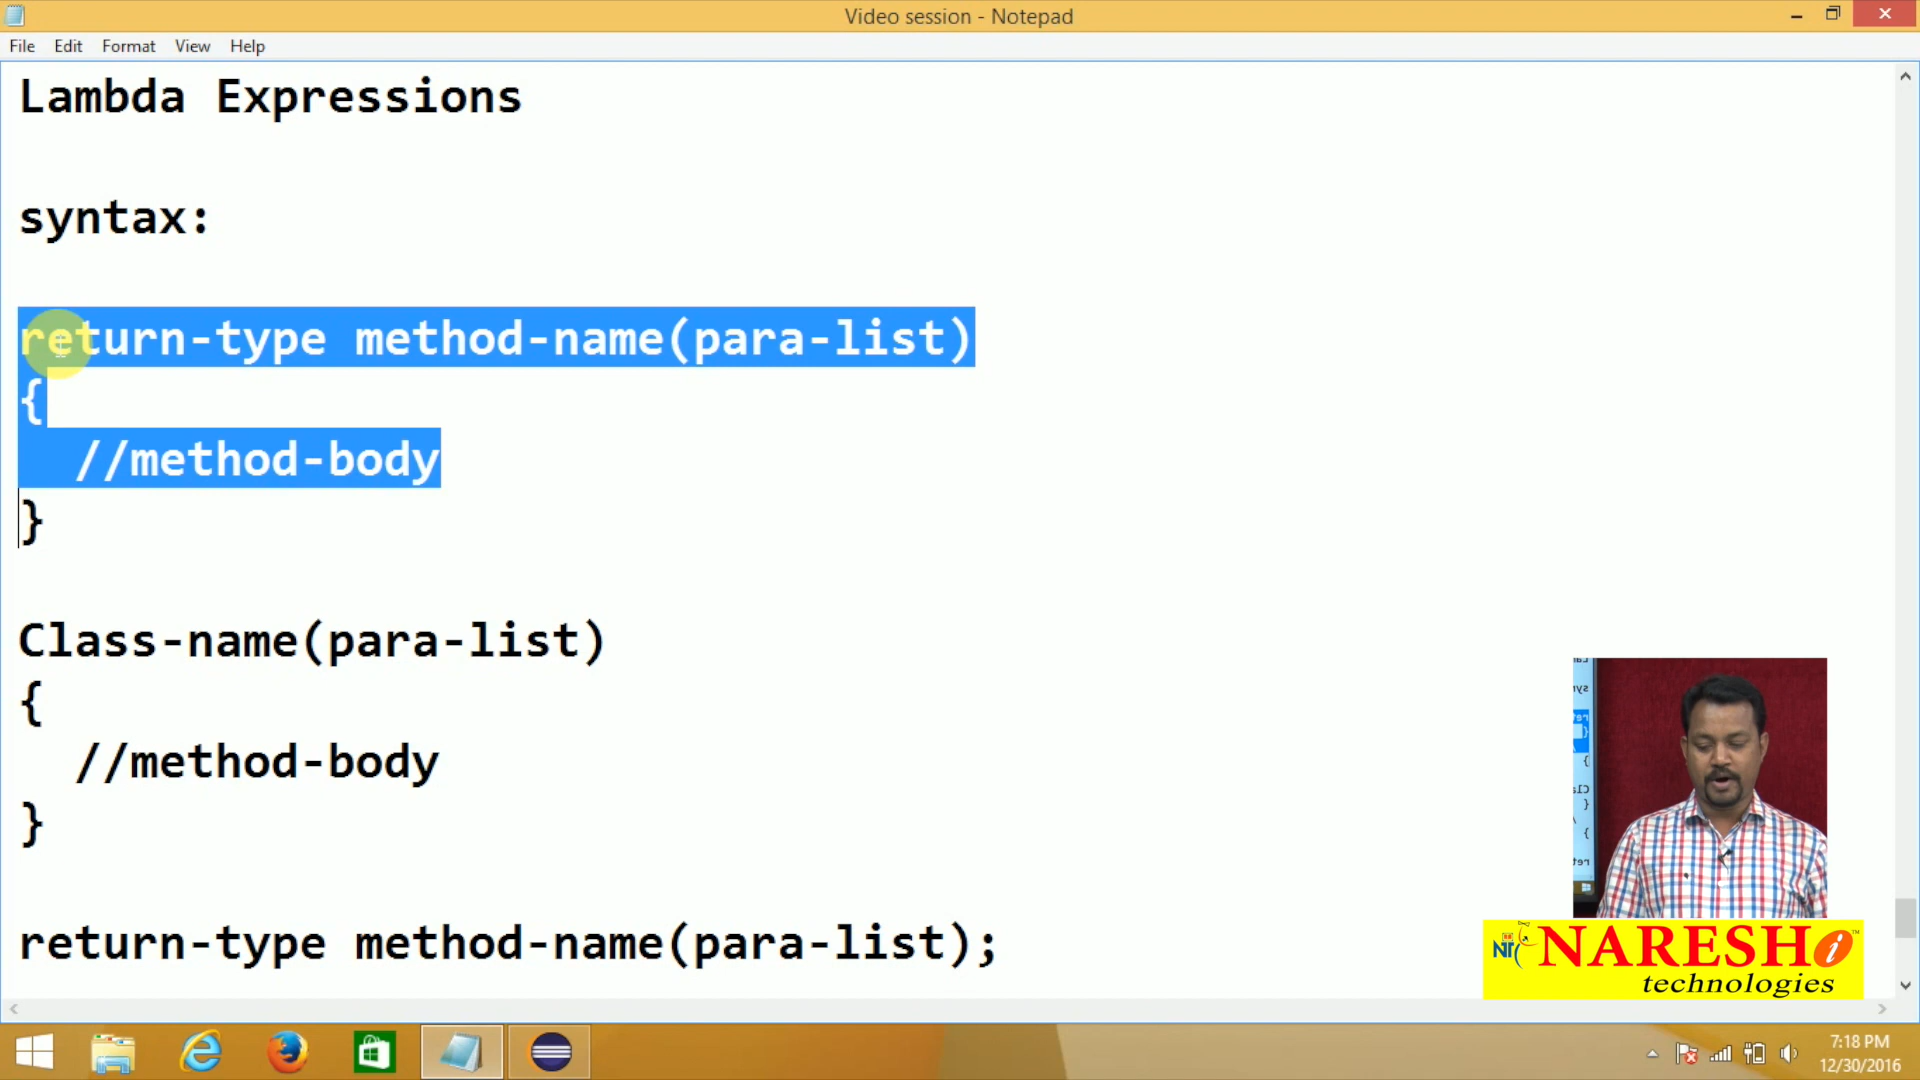 Video session - Notepad
File Edit Format View Help
Lambda Expressions
syntax:
return-type method-name(para-list)
{
//method-body
}
Class-name(para-list)
{
//method-body
}
return-type method-name(para-list);
NARESH i
technologies
7:18 PM
12/30/2016